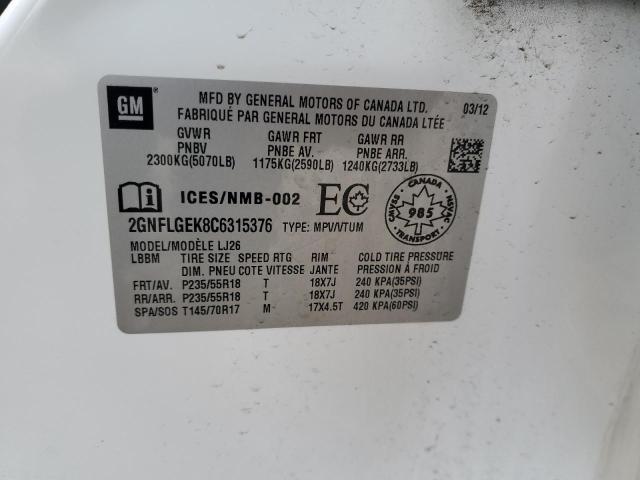 GM
MFD BY GENERAL MOTORS OF CANADA LTD. 03/12
FABRIQUÉ PAR GENERAL MOTORS DU CANADA LTÉE
GVWR GAWR FRT GAWR RR
PNBV PNBE AV. PNBE ARR.
2300KG(5070LB) 1175KG(2590LB) 1240KG(2733LB)
i ICES/NMB-002 EC CANADA CMVSS 985 NSVAC
2GNFLGEK8C6315376 TYPE: MPV/VTUM
MODEL/MODÈLE LJ26
LBBM TIRE SIZE SPEED RTG RIM COLD TIRE PRESSURE
DIM. PNEU COTE VITESSE JANTE PRESSION À FROID
FRT/AV. P235/55R18 T 18X7J 240 KPA(35PSI)
RR/ARR. P235/55R18 T 18X7J 240 KPA(35PSI)
SPA/SOS T145/70R17 M 17X4.5T 420 KPA(60PSI)